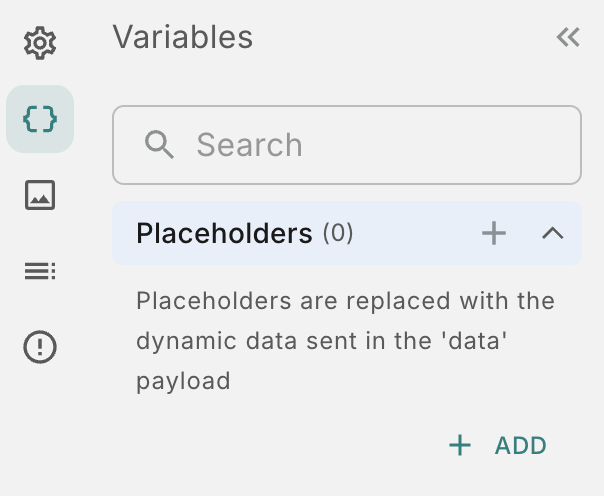 Variables
Search
Placeholders (0)
Placeholders are replaced with the
dynamic data sent in the 'data'
payload
ADD